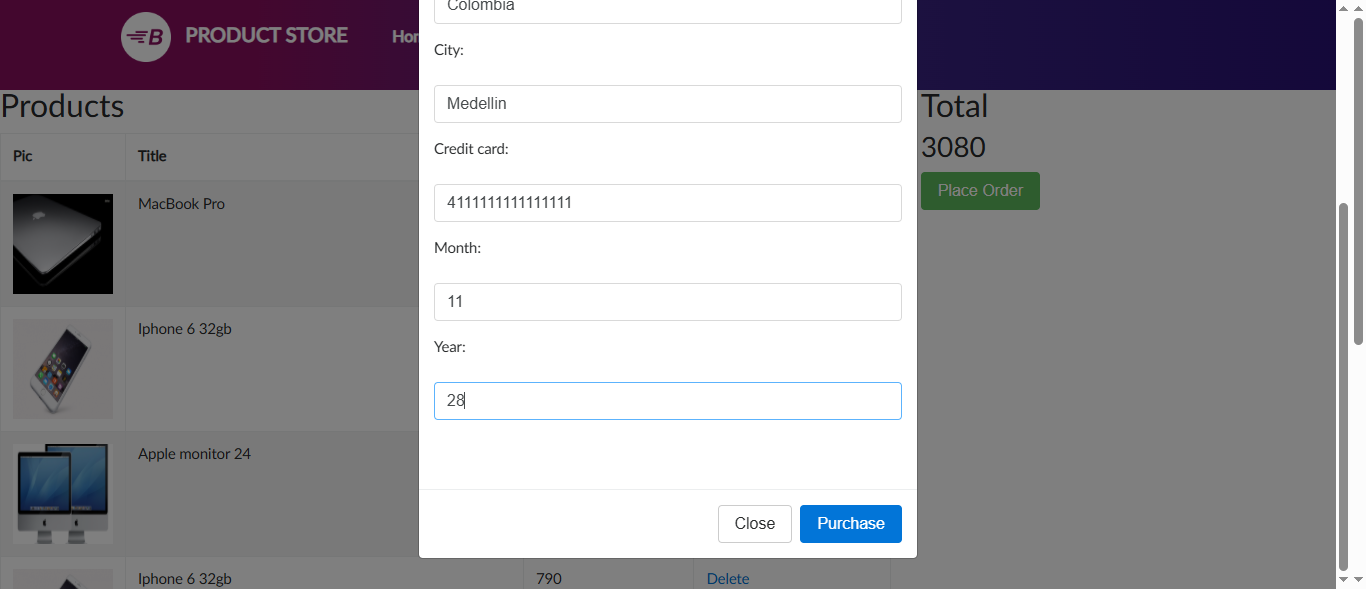 B PRODUCT STORE Hom
Colombia
City:
Medellin
Credit card:
4111111111111111
Month:
11
Year:
28
Close Purchase
Products
Pic Title
MacBook Pro
Iphone 6 32gb
Apple monitor 24
Iphone 6 32gb 790 Delete
Total
3080
Place Order